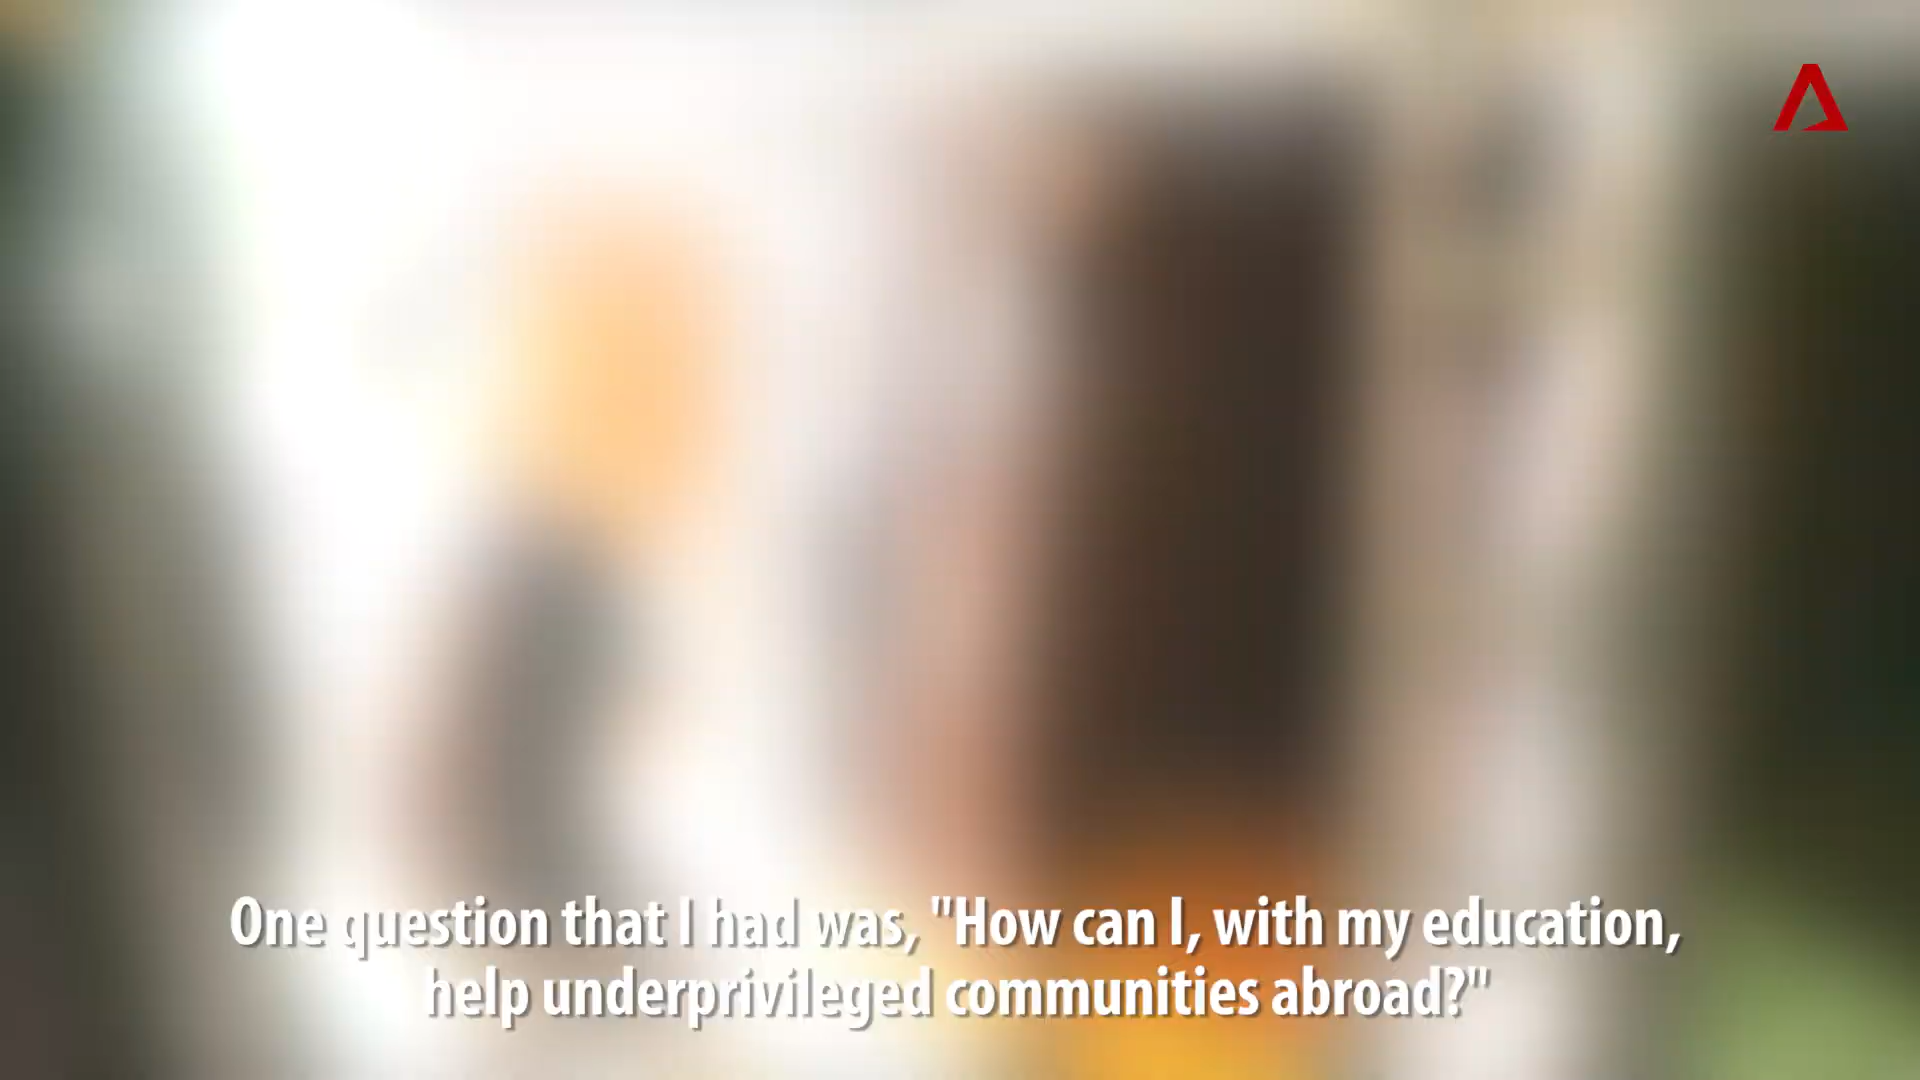 One question that I had was, "How can I, with my education,
help underprivileged communities abroad?"